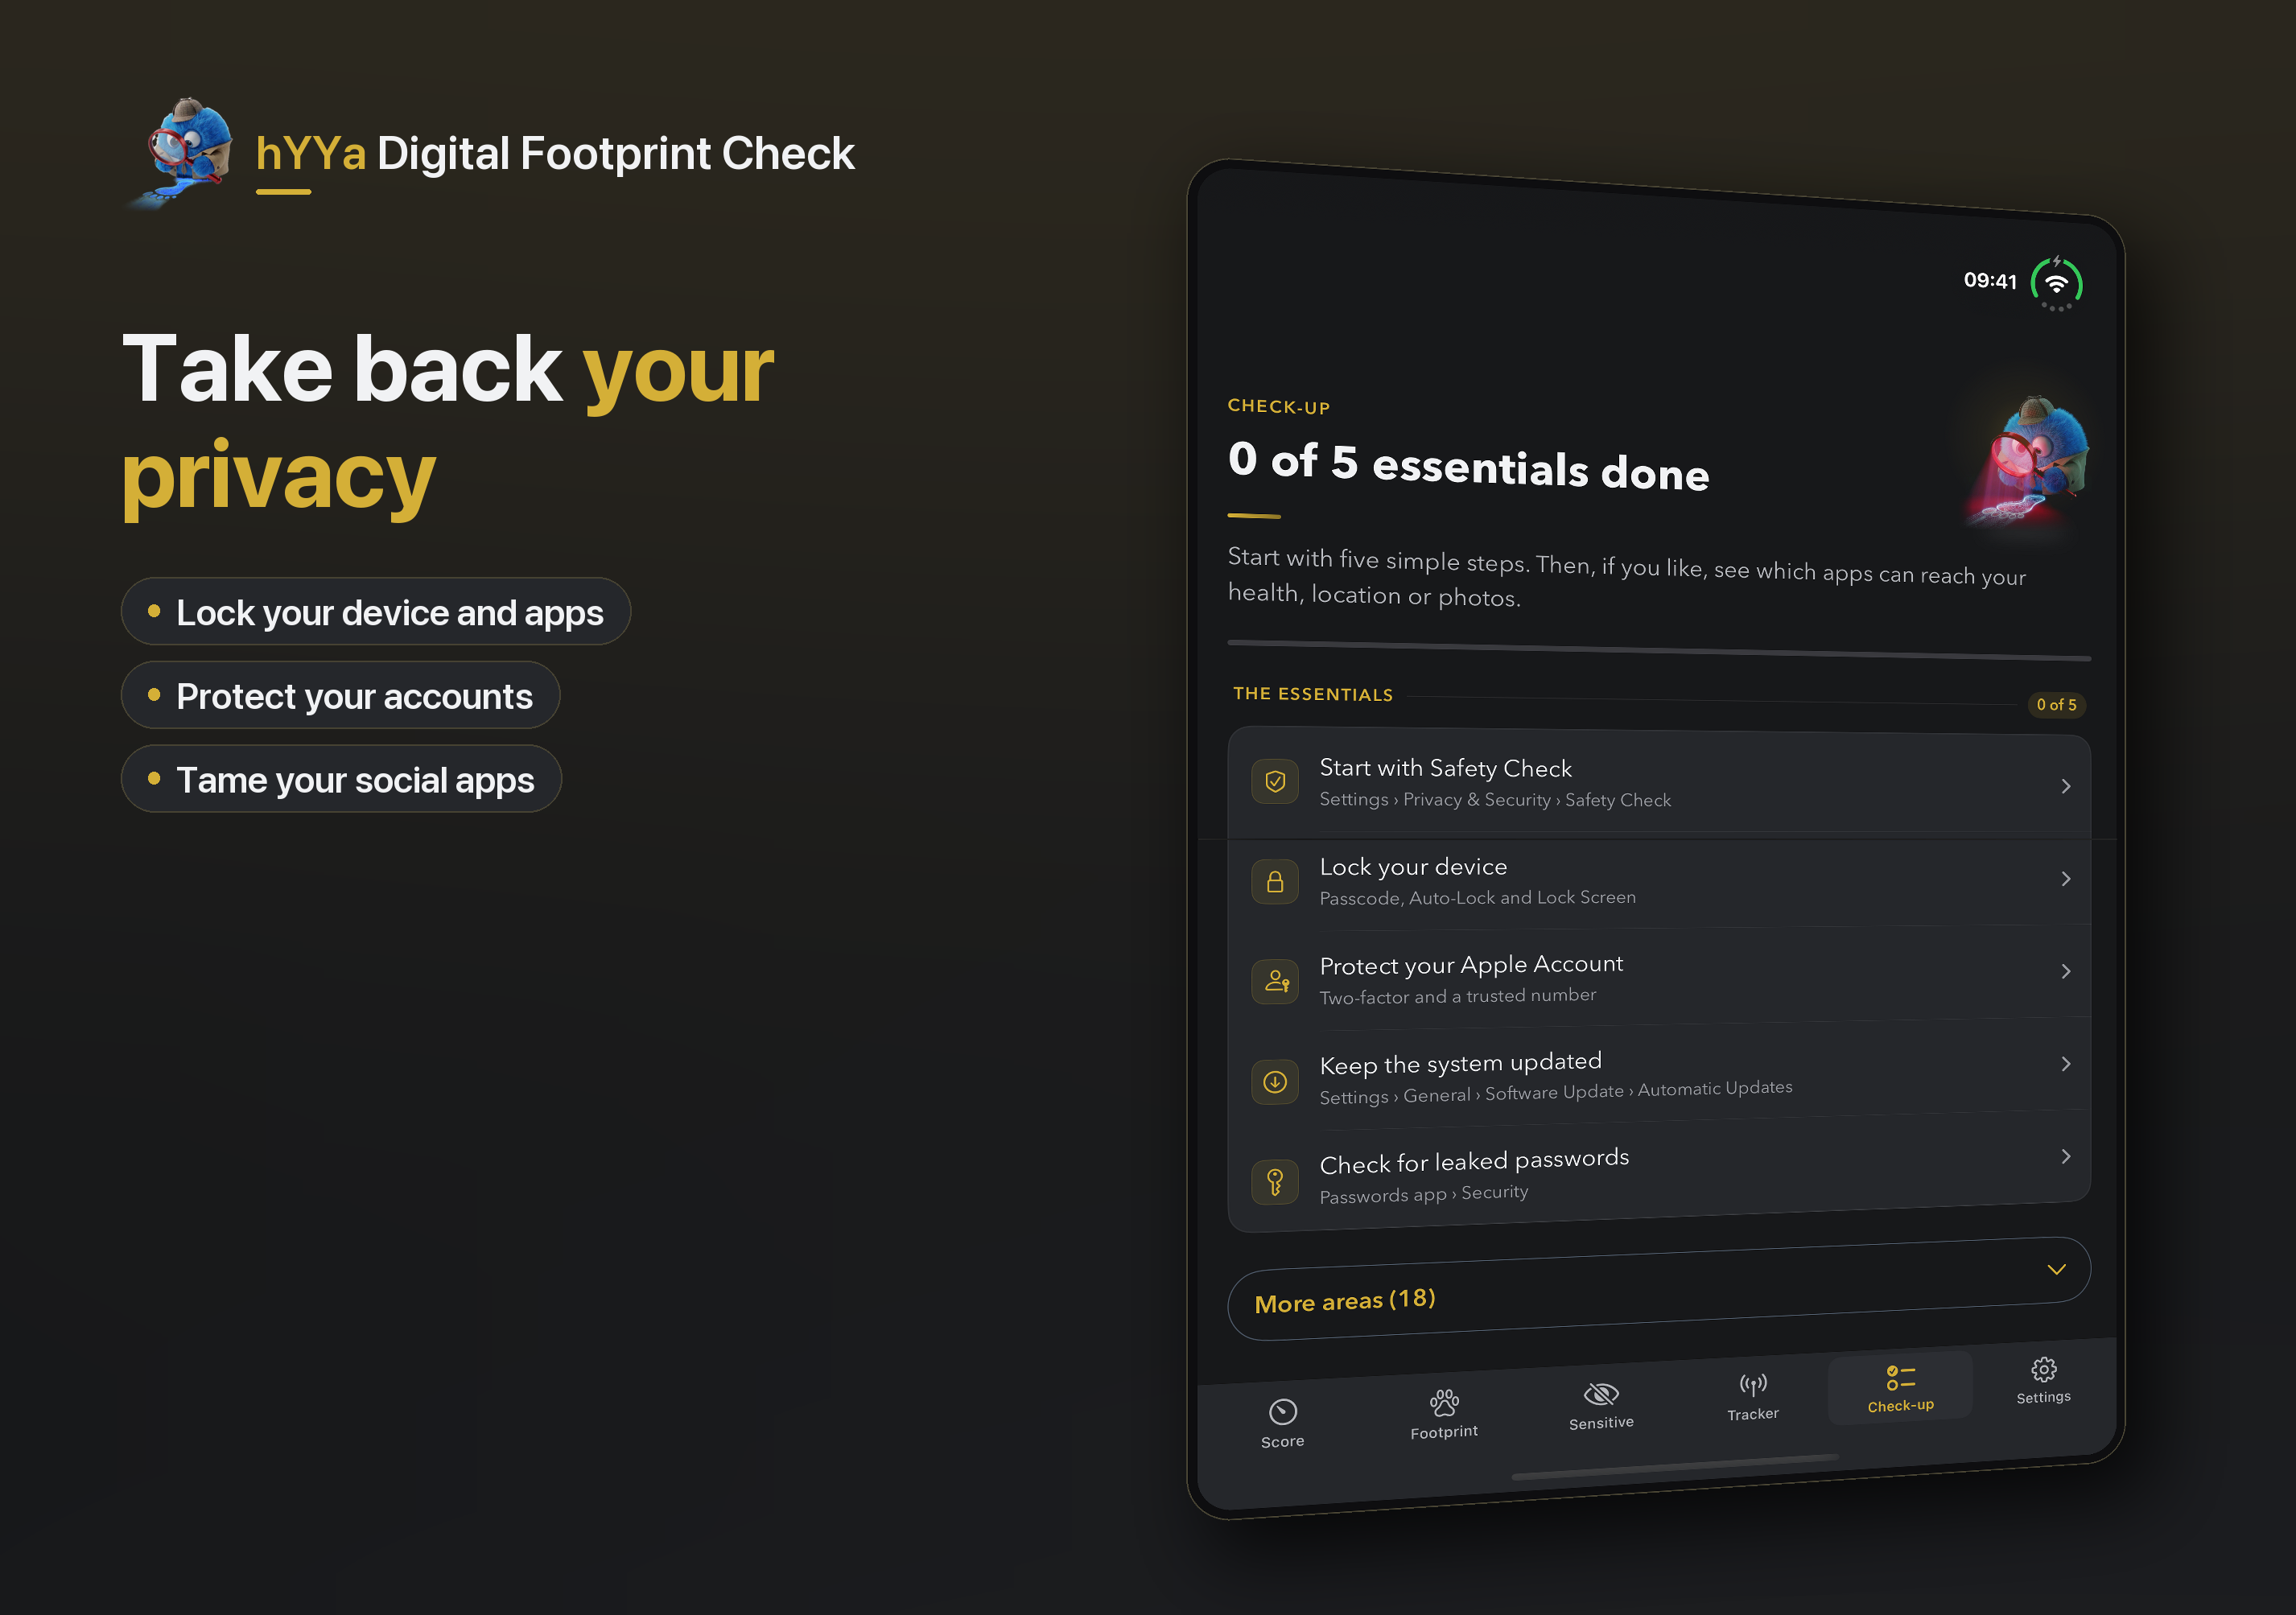 hYYa Digital Footprint Check
Take back your
privacy
Lock your device and apps
Protect your accounts
Tame your social apps
09:41
CHECK-UP
0 of 5 essentials done
Start with five simple steps. Then, if you like, see which apps can reach your
health, location or photos.
THE ESSENTIALS
0 of 5
Start with Safety Check
Settings › Privacy & Security › Safety Check
Lock your device
Passcode, Auto-Lock and Lock Screen
Protect your Apple Account
Two-factor and a trusted number
Keep the system updated
Settings › General › Software Update › Automatic Updates
Check for leaked passwords
Passwords app › Security
More areas (18)
Score
Footprint
Sensitive
Tracker
Check-up
Settings